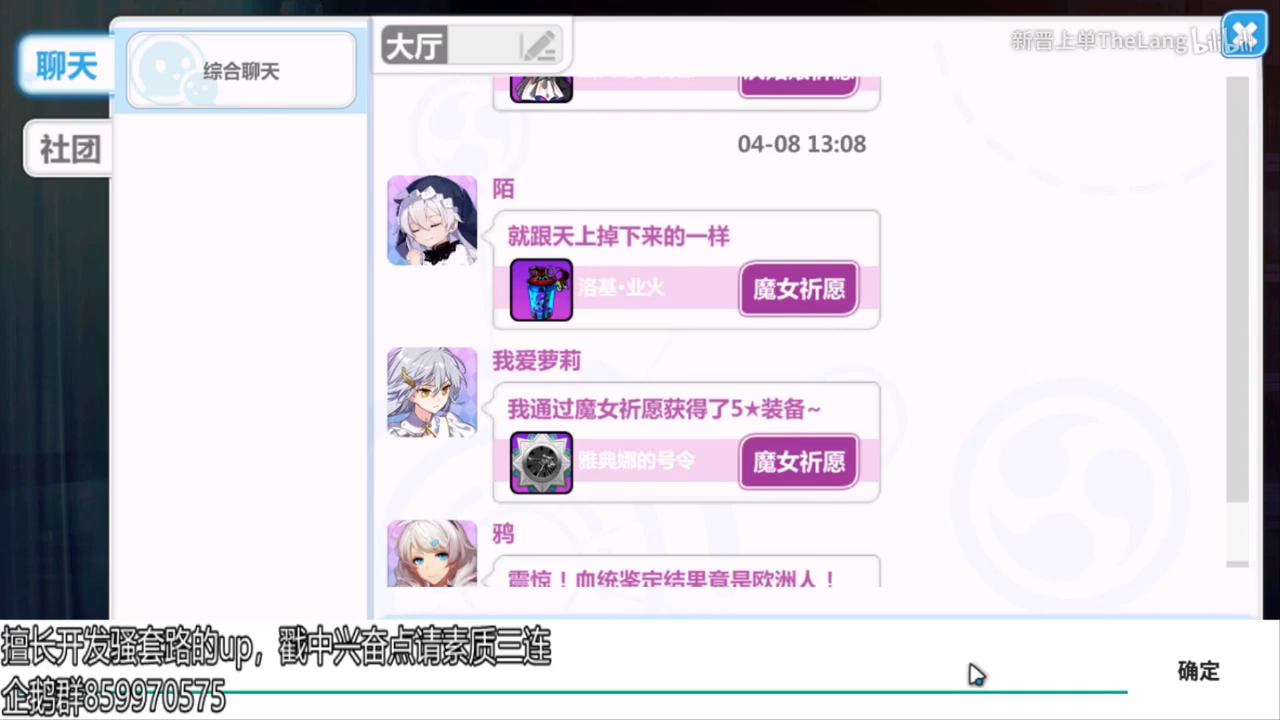 聊天
社团
综合聊天
大厅
新晋上单TheLang
bilibili
04-08 13:08
陌
就跟天上掉下来的一样
洛基·业火
魔女祈愿
我爱萝莉
我通过魔女祈愿获得了5★装备~
雅典娜的号令
魔女祈愿
鸦
震惊！血统鉴定结果竟是欧洲人！
擅长开发骚套路的up，戳中兴奋点请素质三连
企鹅群859970575
确定